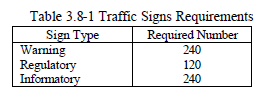 Table 3.8-1 Traffic Signs Requirements
Sign Type Required Number
Warning 240
Regulatory 120
Informatory 240